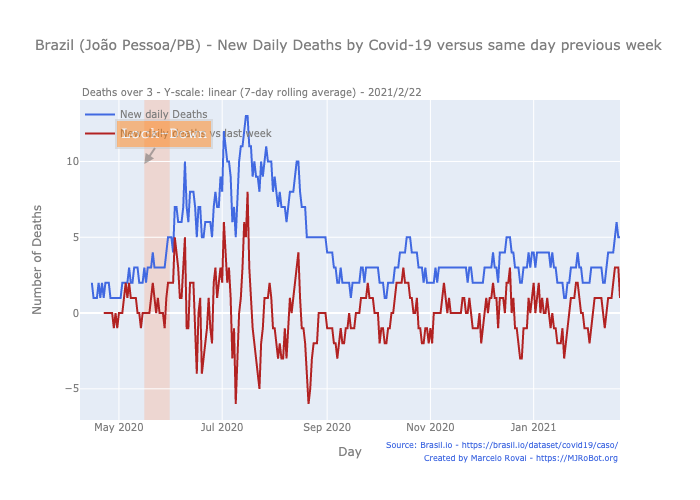 Brazil (João Pessoa/PB) - New Daily Deaths by Covid-19 versus same day previous week
Deaths over 3 - Y-scale: linear (7-day rolling average) - 2021/2/22
New daily Deaths
New daily Deaths vs last week
Lock Down
10
5
0
−5
Number of Deaths
May 2020
Jul 2020
Sep 2020
Nov 2020
Jan 2021
Day
Source: Brasil.io - https://brasil.io/dataset/covid19/caso/
Created by Marcelo Rovai - https://MJRoBot.org